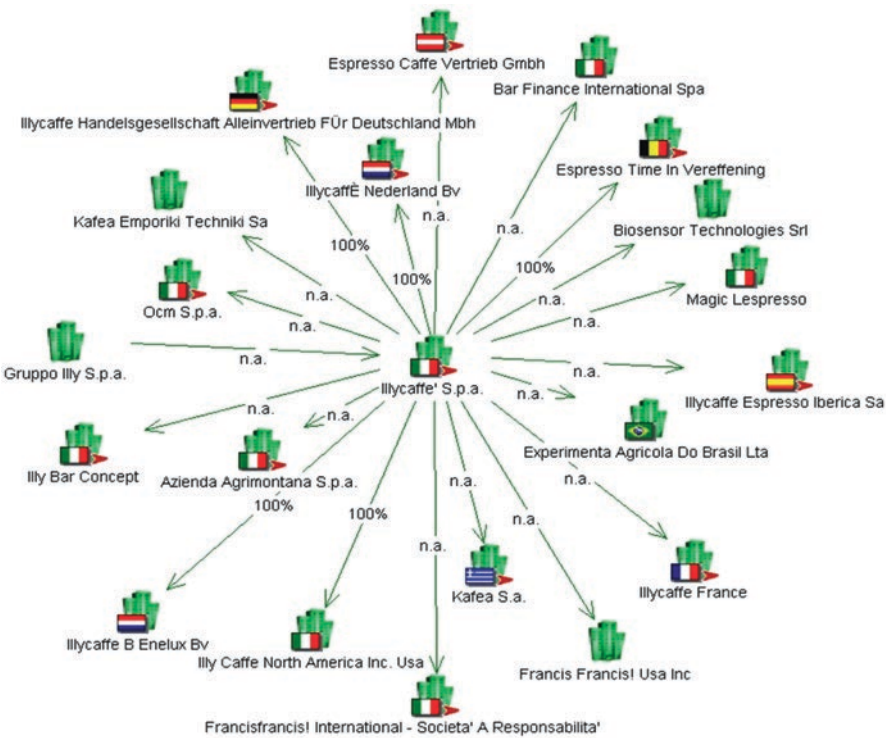 Espresso Caffe Vertrieb Gmbh
Bar Finance International Spa
Illycaffe Handelsgesellschaft Alleinvertrieb FÜr Deutschland Mbh
Espresso Time In Vereffening
IllycaffÈ Nederland Bv
Kafea Emporiki Techniki Sa
n.a.
n.a.
Biosensor Technologies Srl
100%
100%
100%
n.a.
n.a.
Magic Lespresso
Ocm S.p.a.
n.a.
n.a.
Gruppo Illy S.p.a.
n.a.
Illycaffe' S.p.a.
n.a.
n.a.
Illycaffe Espresso Iberica Sa
n.a.
n.a.
Experimenta Agricola Do Brasil Lta
Illy Bar Concept
Azienda Agrimontana S.p.a.
n.a.
n.a.
100%
100%
n.a.
n.a.
Kafea S.a.
Illycaffe France
Illycaffe B Enelux Bv
Illy Caffe North America Inc. Usa
Francis Francis! Usa Inc
Francisfrancis! International - Societa' A Responsabilita'